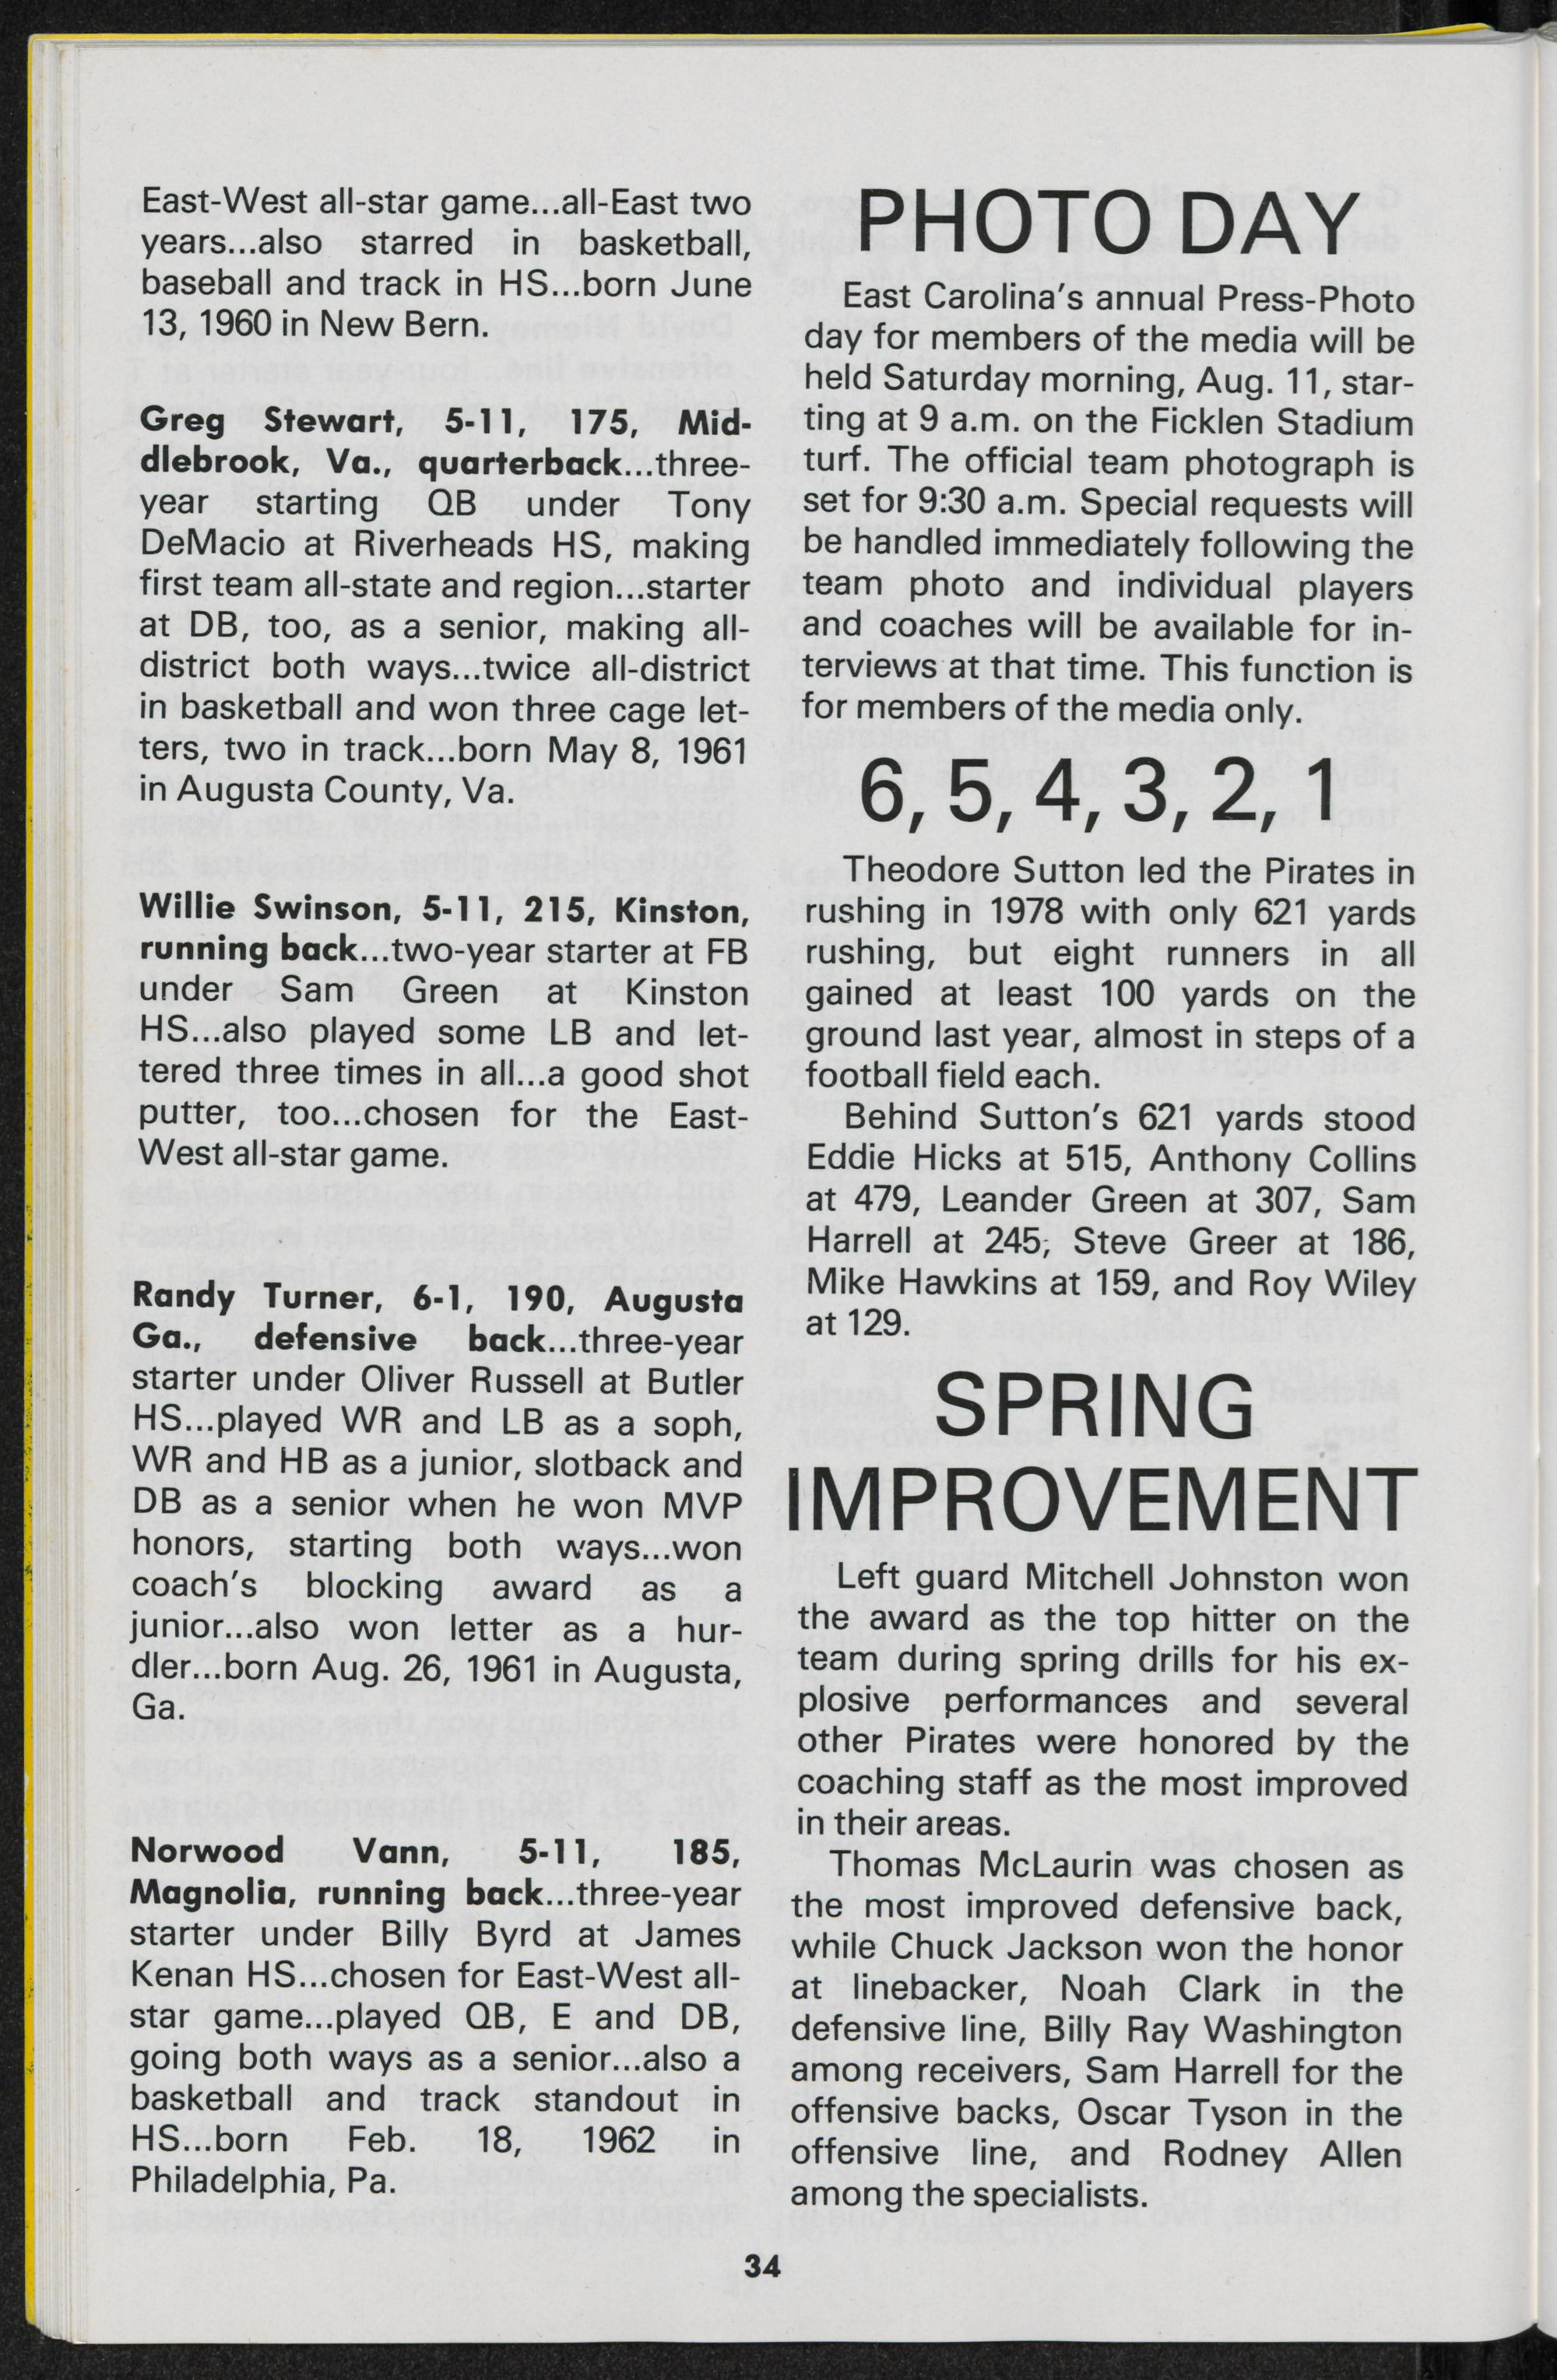 East-West all-star game...all-East two
years...also starred in basketball,
baseball and track in HS...born June
13, 1960 in New Bern.
Greg Stewart, 5-11, 175, Mid-
dlebrook, Va., quarterback...three-
year starting QB under Tony
DeMacio at Riverheads HS, making
first team all-state and region...starter
at DB, too, as a senior, making all-
district both ways...twice all-district
in basketball and won three cage let-
ters, two in track...born May 8, 1961
in Augusta County, Va.
Willie Swinson, 5-11, 215, Kinston,
running back...two-year starter at FB
under Sam Green at Kinston
HS...also played some LB and let-
tered three times in all...a good shot
putter, too...chosen for the East-
West all-star game.
Randy Turner, 6-1, 190, Augusta
Ga., defensive back...three-year
starter under Oliver Russell at Butler
HS...played WR and LB as a soph,
WR and HB as a junior, slotback and
DB as a senior when he won MVP
honors, starting both ways...won
coach's blocking award as a
junior...also won letter as a hur-
dler...born Aug. 26, 1961 in Augusta,
Ga.
Norwood Vann, 5-11, 185,
Magnolia, running back...three-year
starter under Billy Byrd at James
Kenan HS...chosen for East-West all-
star game...played QB, E and DB,
going both ways as a senior...also a
basketball and track standout in
HS...born Feb. 18, 1962 in
Philadelphia, Pa.
PHOTO DAY
East Carolina's annual Press-Photo
day for members of the media will be
held Saturday morning, Aug. 11, star-
ting at 9 a.m. on the Ficklen Stadium
turf. The official team photograph is
set for 9:30 a.m. Special requests will
be handled immediately following the
team photo and individual players
and coaches will be available for in-
terviews at that time. This function is
for members of the media only.
6, 5, 4, 3, 2, 1
Theodore Sutton led the Pirates in
rushing in 1978 with only 621 yards
rushing, but eight runners in all
gained at least 100 yards on the
ground last year, almost in steps of a
football field each.
Behind Sutton's 621 yards stood
Eddie Hicks at 515, Anthony Collins
at 479, Leander Green at 307, Sam
Harrell at 245; Steve Greer at 186,
Mike Hawkins at 159, and Roy Wiley
at 129.
SPRING
IMPROVEMENT
Left guard Mitchell Johnston won
the award as the top hitter on the
team during spring drills for his ex-
plosive performances and several
other Pirates were honored by the
coaching staff as the most improved
in their areas.
Thomas McLaurin was chosen as
the most improved defensive back,
while Chuck Jackson won the honor
at linebacker, Noah Clark in the
defensive line, Billy Ray Washington
among receivers, Sam Harrell for the
offensive backs, Oscar Tyson in the
offensive line, and Rodney Allen
among the specialists.
34